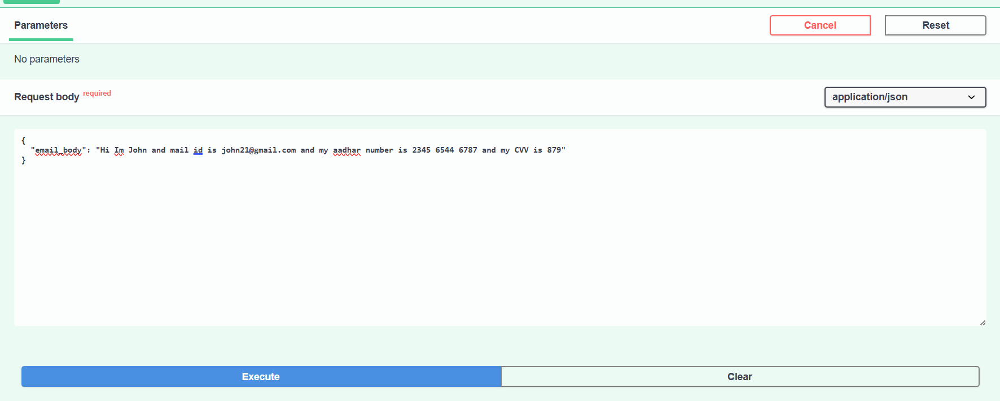 Parameters
Cancel
Reset
No parameters
Request body required
application/json
{
"email_body": "Hi Im John and mail id is john21@gmail.com and my aadhar number is 2345 6544 6787 and my CVV is 879"
}
Execute
Clear